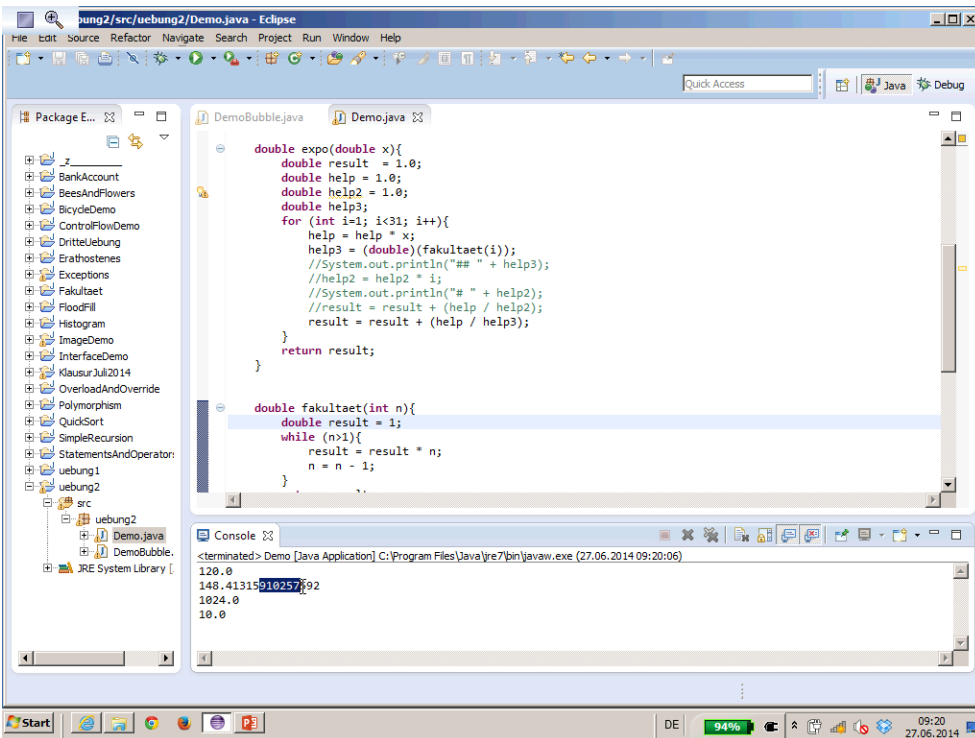 bung2/src/uebung2/Demo.java - Eclipse
File Edit Source Refactor Navigate Search Project Run Window Help
Quick Access
Java
Debug
Package E...
_z_________
BankAccount
BeesAndFlowers
BicycleDemo
ControlFlowDemo
DritteUebung
Erathostenes
Exceptions
Fakultaet
FloodFill
Histogram
ImageDemo
InterfaceDemo
KlausurJuli2014
OverloadAndOverride
Polymorphism
QuickSort
SimpleRecursion
StatementsAndOperator
uebung1
uebung2
src
uebung2
Demo.java
DemoBubble.
JRE System Library [
DemoBubble.java
Demo.java
double expo(double x){
double result  = 1.0;
double help = 1.0;
double help2 = 1.0;
double help3;
for (int i=1; i<31; i++){
help = help * x;
help3 = (double)(fakultaet(i));
//System.out.println("## " + help3);
//help2 = help2 * i;
//System.out.println("# " + help2);
//result = result + (help / help2);
result = result + (help / help3);
}
return result;
}
double fakultaet(int n){
double result = 1;
while (n>1){
result = result * n;
n = n - 1;
}
Console
<terminated> Demo [Java Application] C:\Program Files\Java\jre7\bin\javaw.exe (27.06.2014 09:20:06)
120.0
148.41315910257592
1024.0
10.0
Start
DE
94%
09:20
27.06.2014